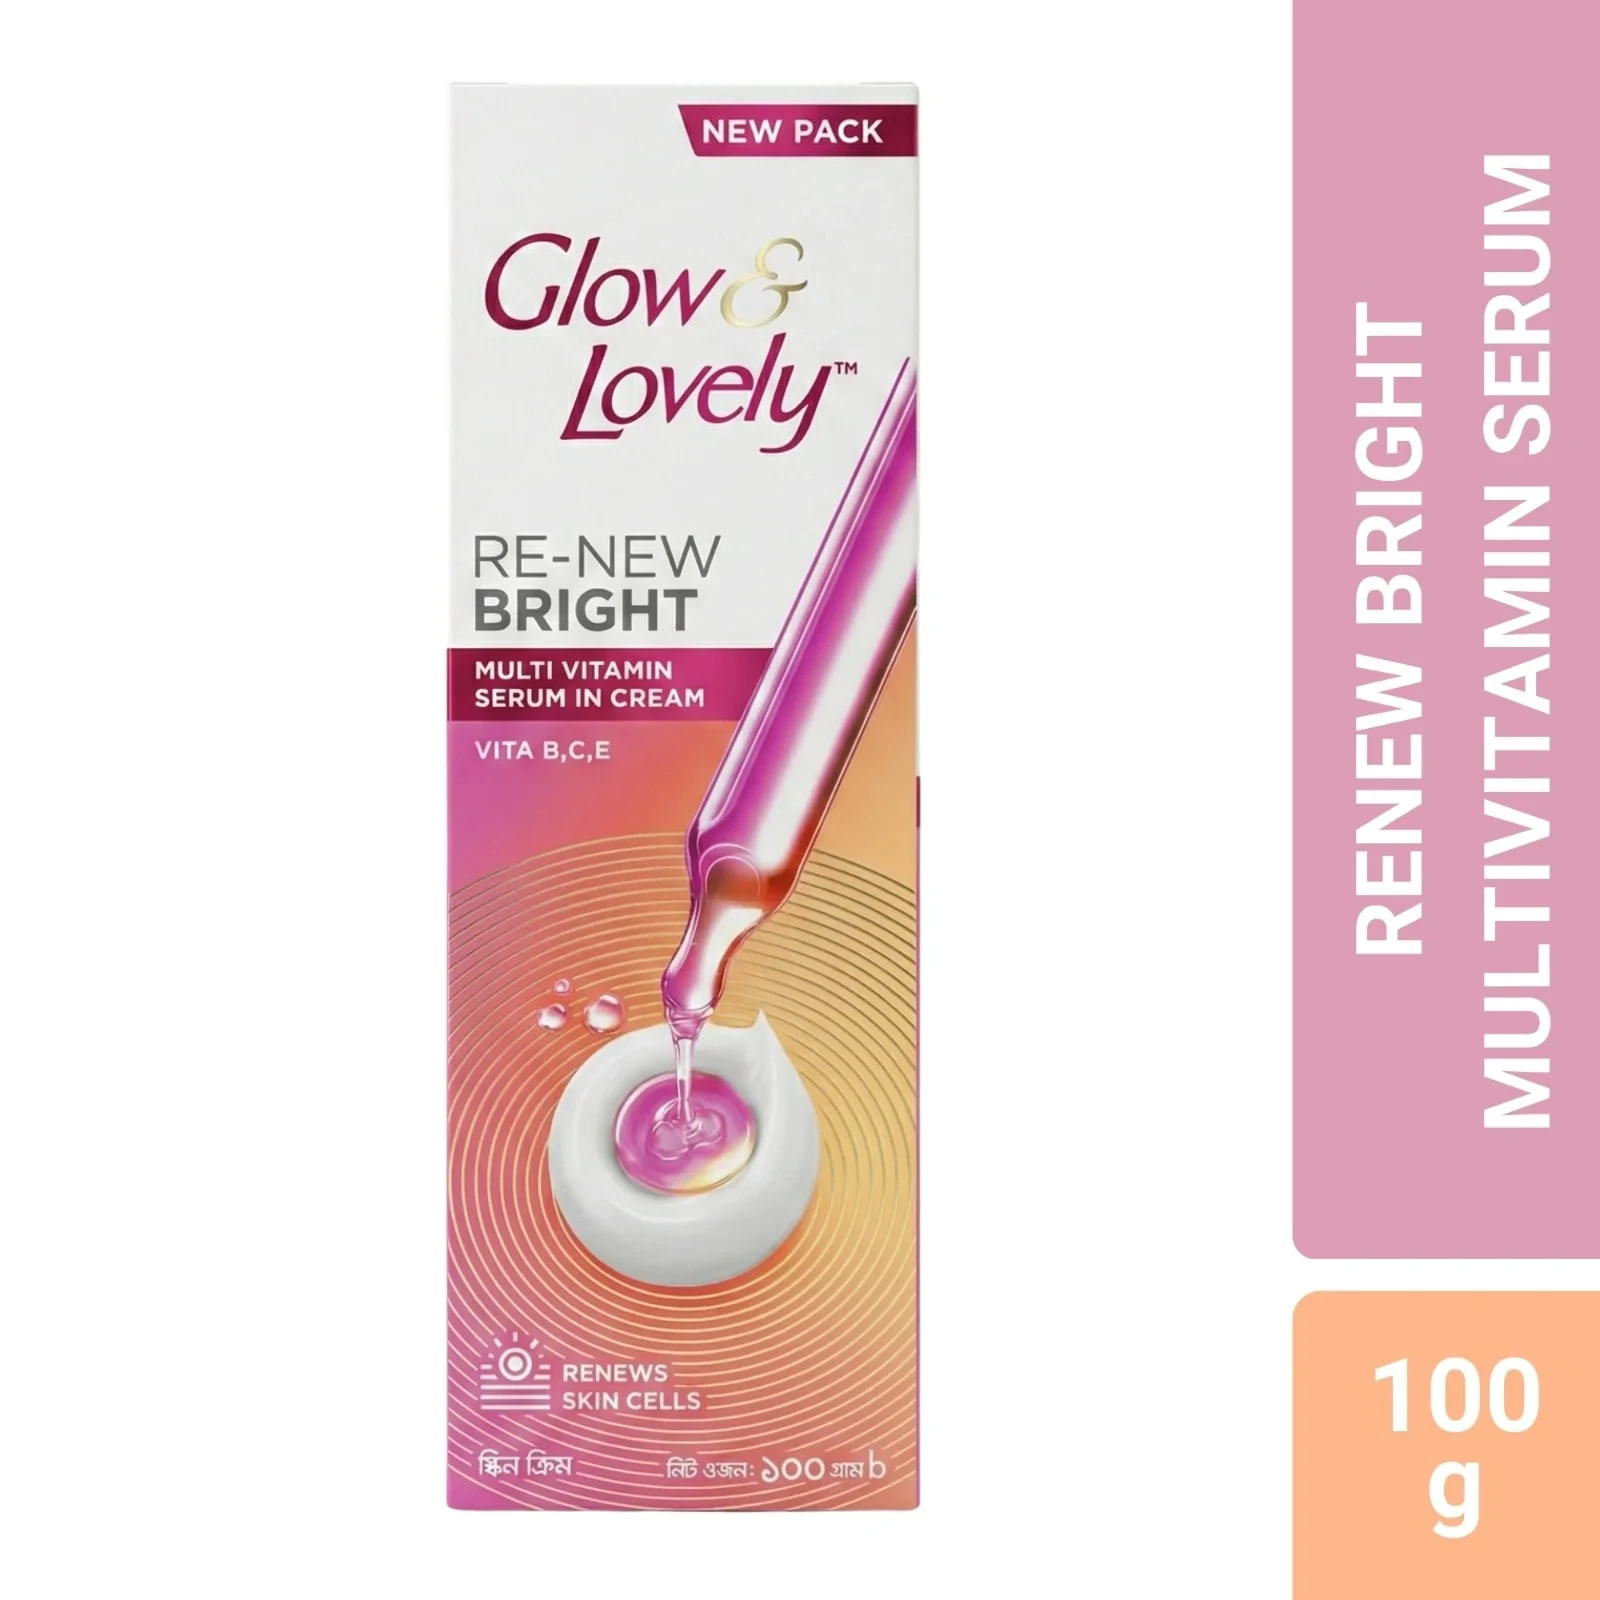 NEW PACK
Glow &
Lovely™
RE-NEW
BRIGHT
MULTI VITAMIN
SERUM IN CREAM
VITA B,C,E
RENEWS
SKIN CELLS
স্কিন ক্রিম
নিট ওজন: ১০০ গ্রাম b
RENEW BRIGHT
MULTIVITAMIN SERUM
100
g